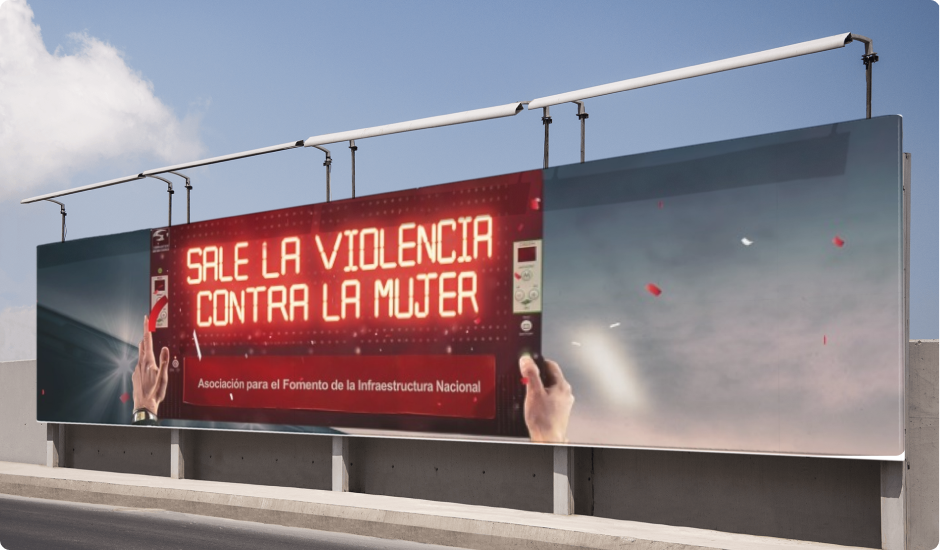 SALE LA VIOLENCIA
CONTRA LA MUJER
Asociación para el Fomento de la Infraestructura Nacional